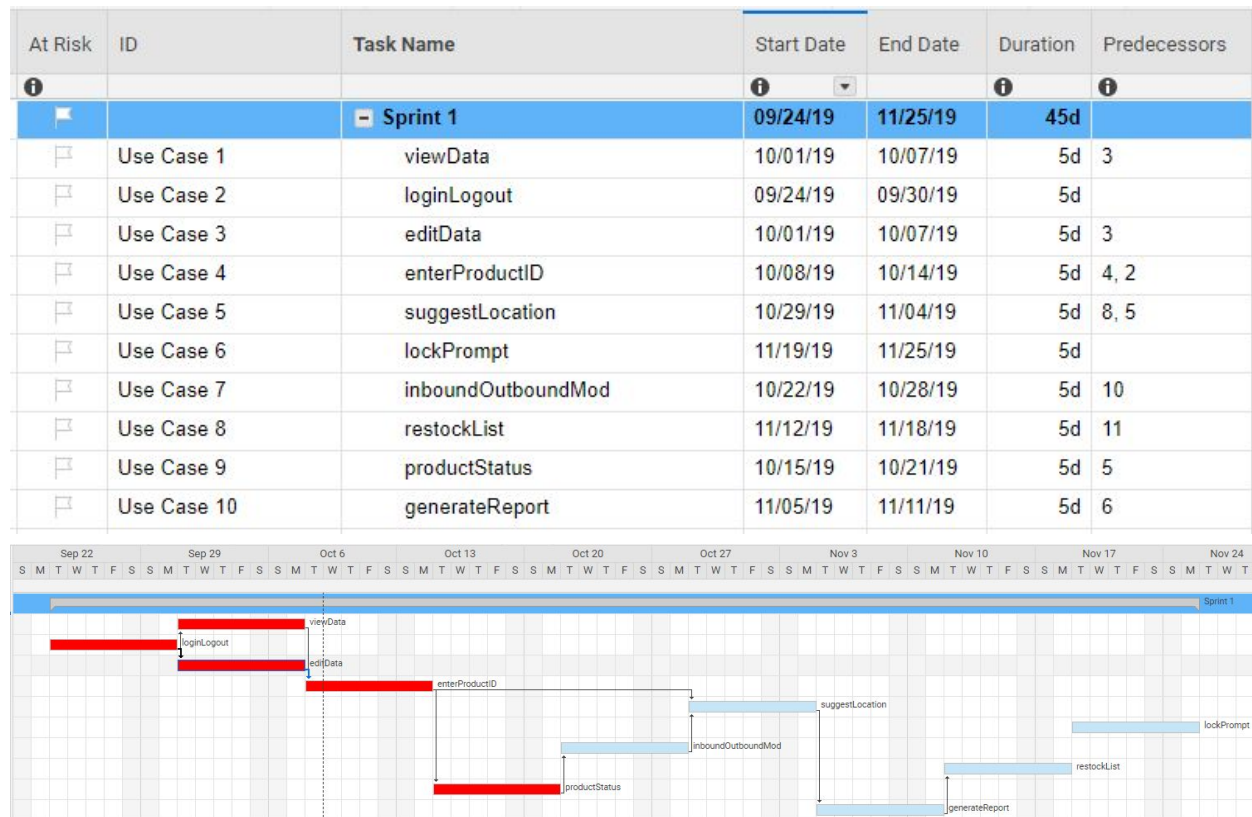 At Risk ID Task Name Start Date End Date Duration Predecessors
Sprint 1 09/24/19 11/25/19 45d
Use Case 1 viewData 10/01/19 10/07/19 5d 3
Use Case 2 loginLogout 09/24/19 09/30/19 5d
Use Case 3 editData 10/01/19 10/07/19 5d 3
Use Case 4 enterProductID 10/08/19 10/14/19 5d 4, 2
Use Case 5 suggestLocation 10/29/19 11/04/19 5d 8, 5
Use Case 6 lockPrompt 11/19/19 11/25/19 5d
Use Case 7 inboundOutboundMod 10/22/19 10/28/19 5d 10
Use Case 8 restockList 11/12/19 11/18/19 5d 11
Use Case 9 productStatus 10/15/19 10/21/19 5d 5
Use Case 10 generateReport 11/05/19 11/11/19 5d 6
Sep 22 Sep 29 Oct 6 Oct 13 Oct 20 Oct 27 Nov 3 Nov 10 Nov 17 Nov 24
S M T W T F S S M T W T F S S M T W T F S S M T W T F S S M T W T F S S M T W T F S S M T W T F S S M T W T F S S M T W T F S S M T W T
Sprint 1
viewData
loginLogout
editData
enterProductID
suggestLocation
lockPrompt
inboundOutboundMod
restockList
productStatus
generateReport